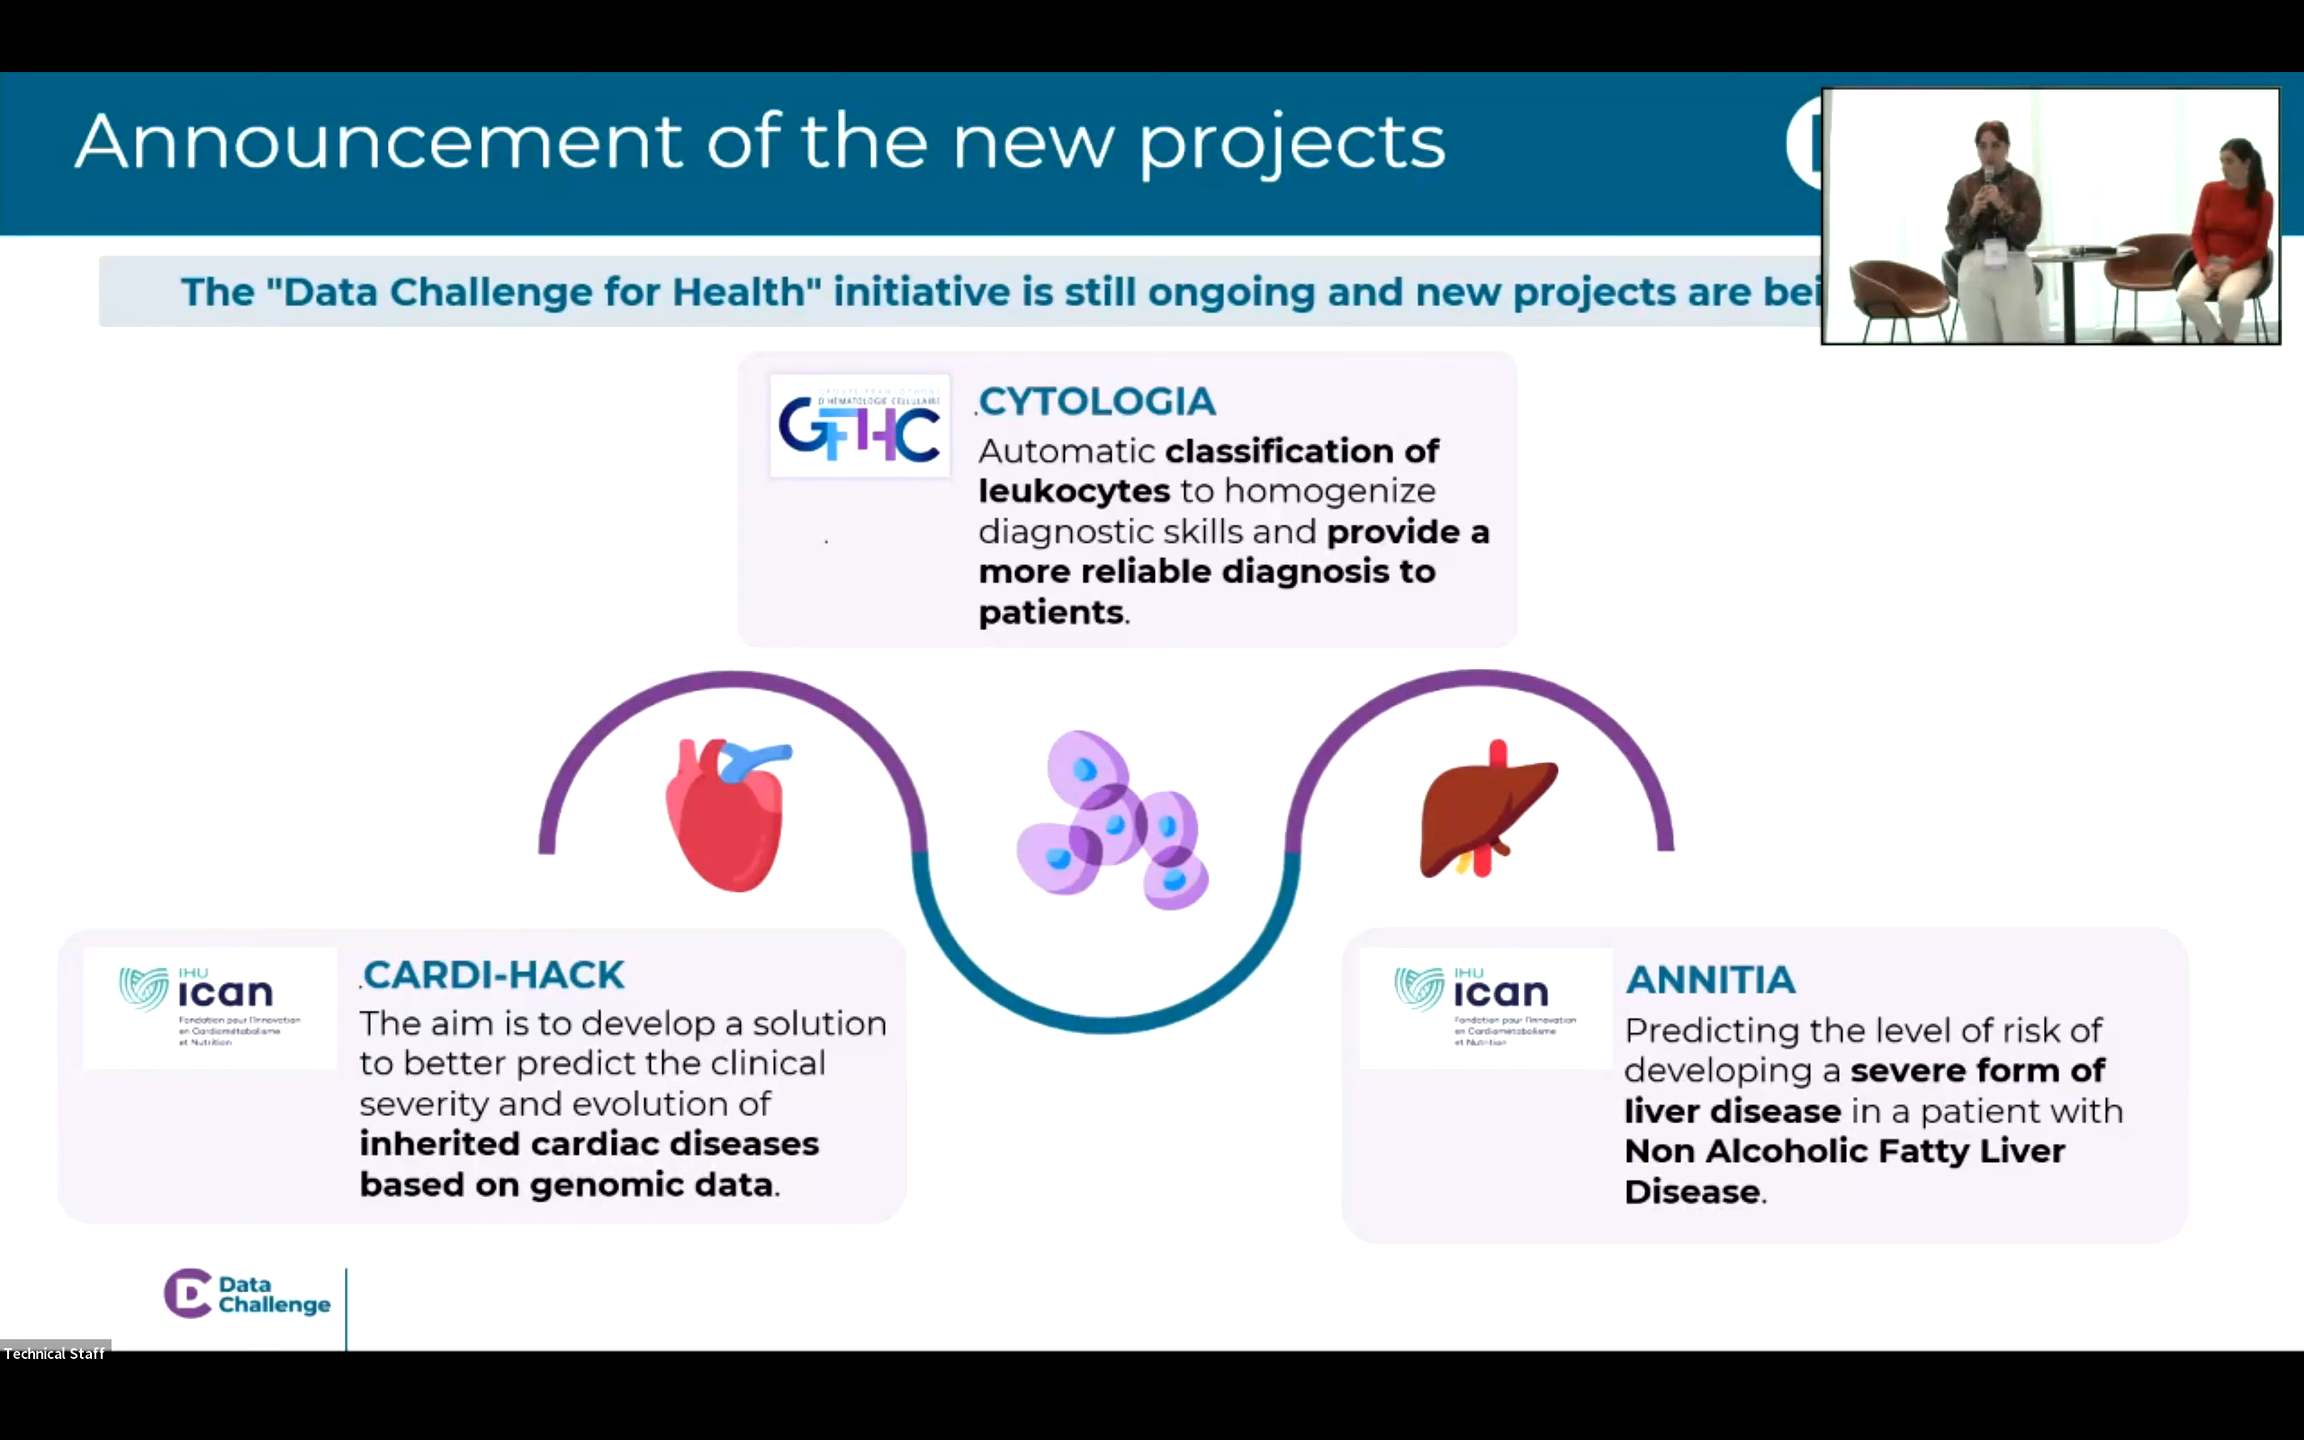 Announcement of the new projects
The "Data Challenge for Health" initiative is still ongoing and new projects are bei
GROUPE FRANCOPHONE
D'HÉMATOLOGIE CELLULAIRE
GFHC
.CYTOLOGIA
Automatic classification of
leukocytes to homogenize
diagnostic skills and provide a
more reliable diagnosis to
patients.
IHU
ican
Fondation pour l'Innovation
en Cardiométabolisme
et Nutrition
.CARDI-HACK
The aim is to develop a solution
to better predict the clinical
severity and evolution of
inherited cardiac diseases
based on genomic data.
IHU
ican
Fondation pour l'Innovation
en Cardiométabolisme
et Nutrition
ANNITIA
Predicting the level of risk of
developing a severe form of
liver disease in a patient with
Non Alcoholic Fatty Liver
Disease.
Data
Challenge
Technical Staff